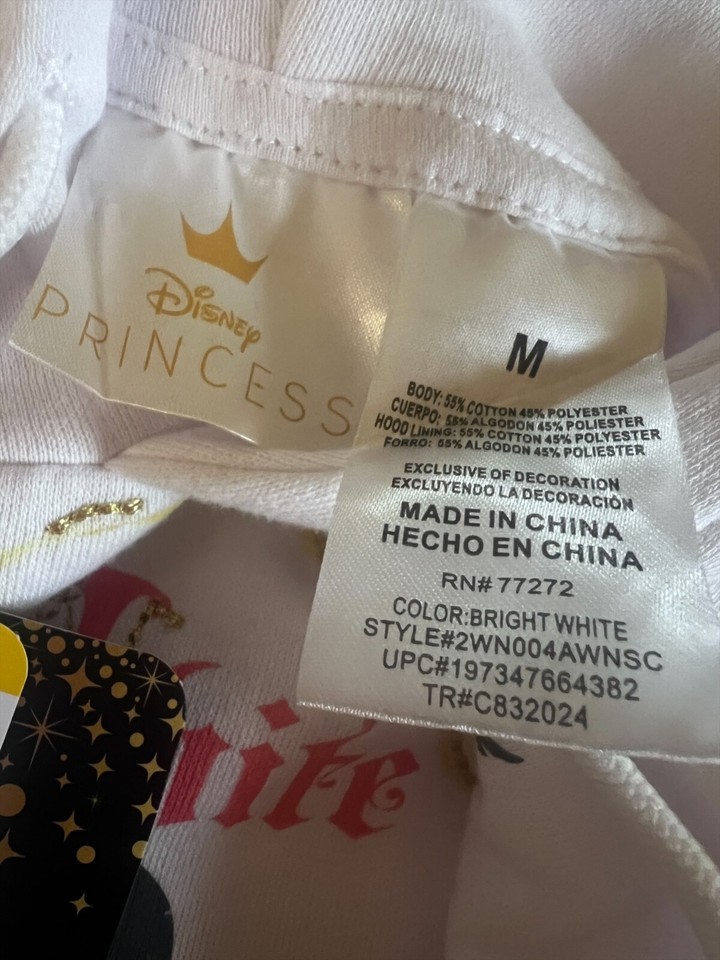 Disney
PRINCESS
M
BODY: 55% COTTON 45% POLYESTER
CUERPO: 55% ALGODON 45% POLIESTER
HOOD LINING: 55% COTTON 45% POLYESTER
FORRO: 55% ALGODON 45% POLIESTER
EXCLUSIVE OF DECORATION
EXCLUYENDO LA DECORACIÓN
MADE IN CHINA
HECHO EN CHINA
RN# 77272
COLOR:BRIGHT WHITE
STYLE#2WN004AWNSC
UPC#197347664382
TR#C832024